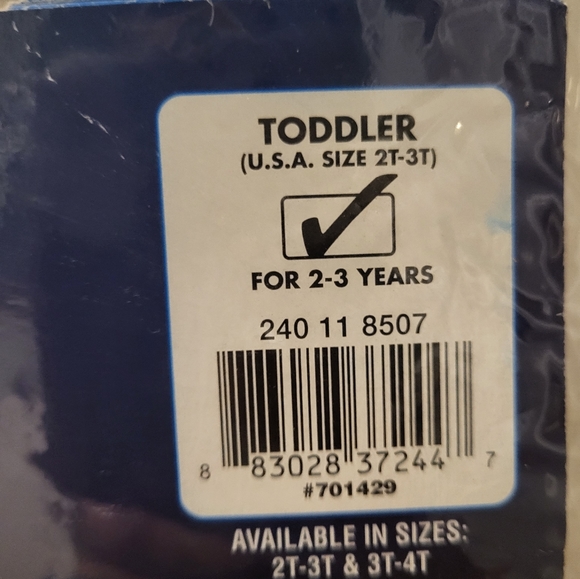 TODDLER
(U.S.A. SIZE 2T-3T)
FOR 2-3 YEARS
240 11 8507
8 83028 37244 7
#701429
AVAILABLE IN SIZES:
2T-3T & 3T-4T